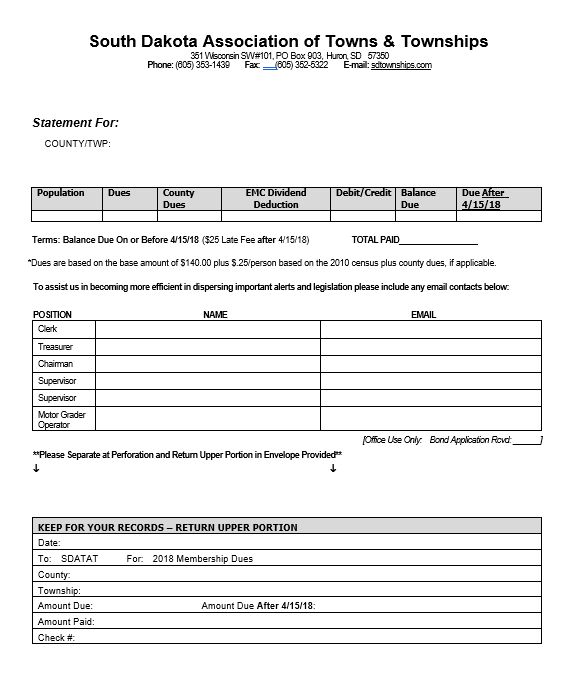 South Dakota Association of Towns & Townships
351 Wisconsin SW#101, PO Box 903, Huron, SD 57350
Phone: (605) 353-1439 Fax: __(605) 352-5322 E-mail: sdtownships.com
Statement For:
COUNTY/TWP:
Population Dues County Dues EMC Dividend Deduction Debit/Credit Balance Due Due After 4/15/18
Terms: Balance Due On or Before 4/15/18 ($25 Late Fee after 4/15/18) TOTAL PAID________________
*Dues are based on the base amount of $140.00 plus $.25/person based on the 2010 census plus county dues, if applicable.
To assist us in becoming more efficient in dispersing important alerts and legislation please include any email contacts below:
POSITION NAME EMAIL
Clerk
Treasurer
Chairman
Supervisor
Supervisor
Motor Grader
Operator
[Office Use Only: Bond Application Rcvd: ______]
**Please Separate at Perforation and Return Upper Portion in Envelope Provided**
↓ ↓
KEEP FOR YOUR RECORDS – RETURN UPPER PORTION
Date:
To: SDATAT For: 2018 Membership Dues
County:
Township:
Amount Due: Amount Due After 4/15/18:
Amount Paid:
Check #: